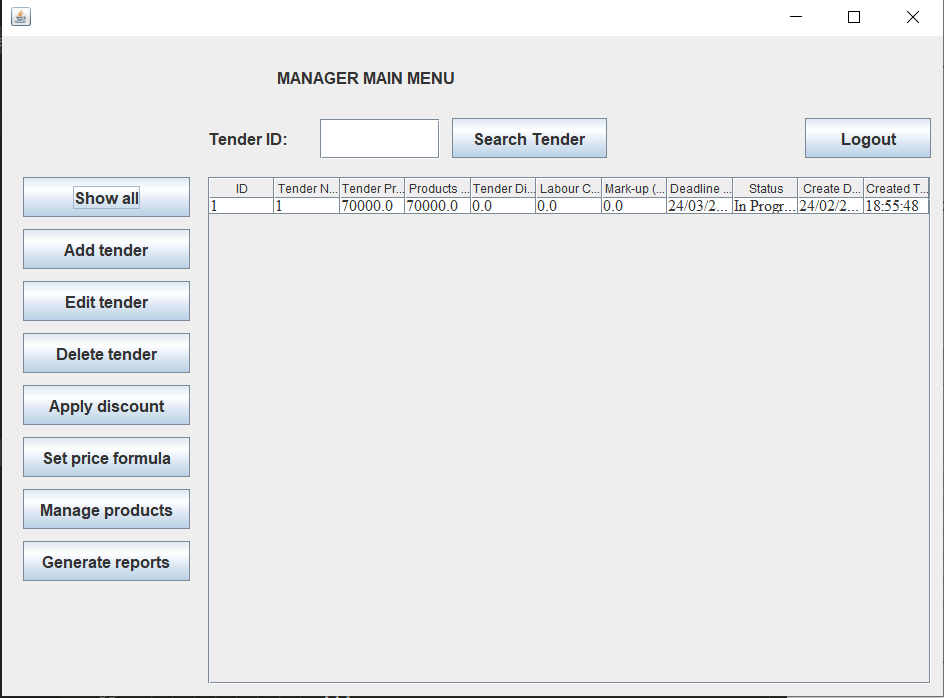 MANAGER MAIN MENU
Tender ID: Search Tender Logout
Show all
Add tender
Edit tender
Delete tender
Apply discount
Set price formula
Manage products
Generate reports
ID Tender N... Tender Pr... Products ... Tender Di... Labour C... Mark-up (... Deadline ... Status Create D... Created T...
1 1 70000.0 70000.0 0.0 0.0 0.0 24/03/2... In Progr... 24/02/2... 18:55:48